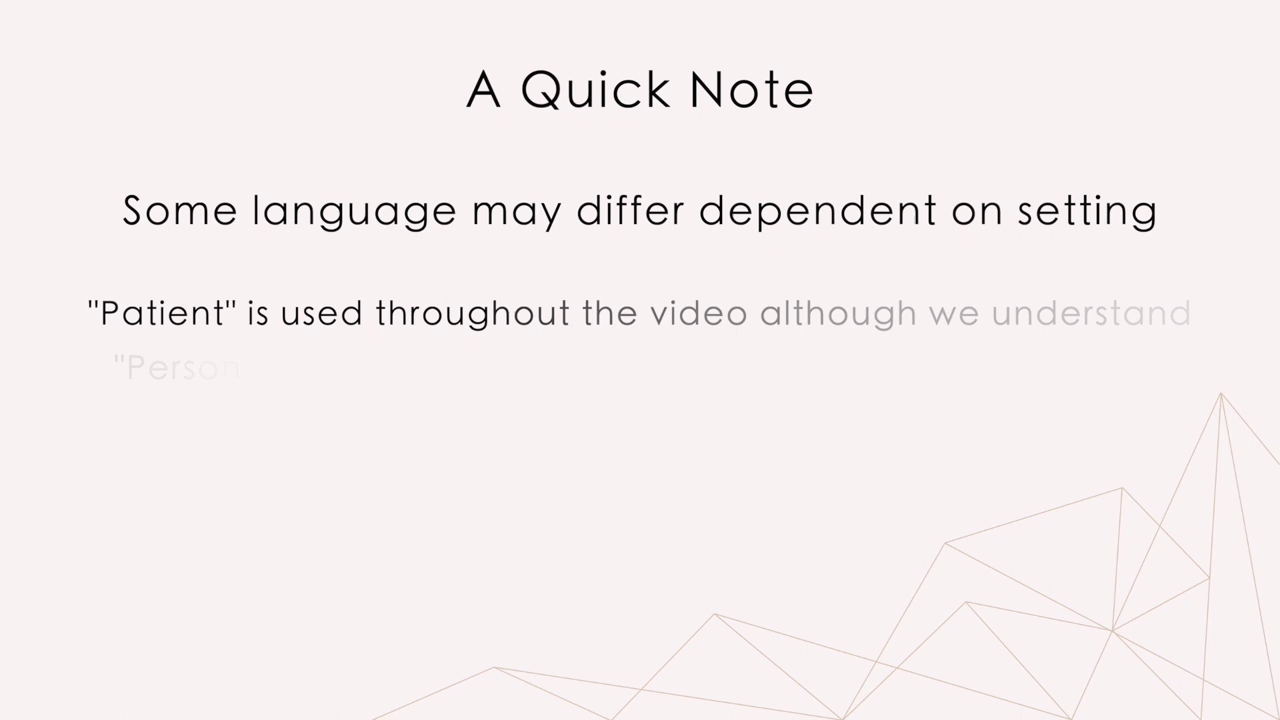 A Quick Note
Some language may differ dependent on setting
"Patient" is used throughout the video although we understand
"Person